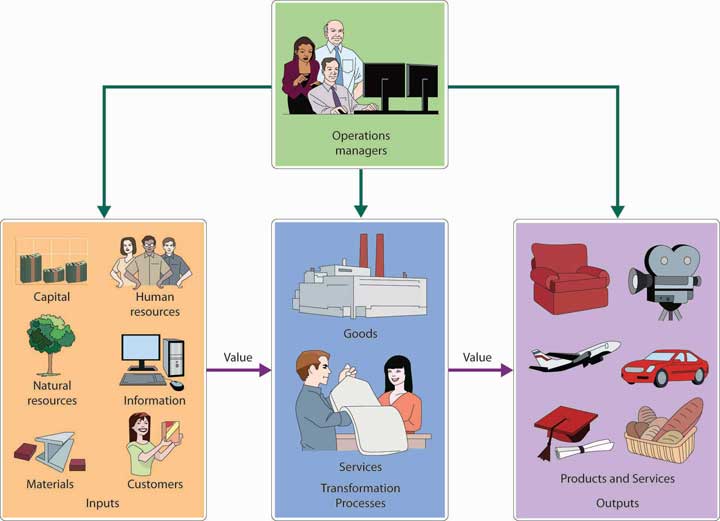 Operations
managers
Capital
Human
resources
Natural
resources
Information
Materials
Customers
Inputs
Value
Goods
Services
Transformation
Processes
Value
Products and Services
Outputs